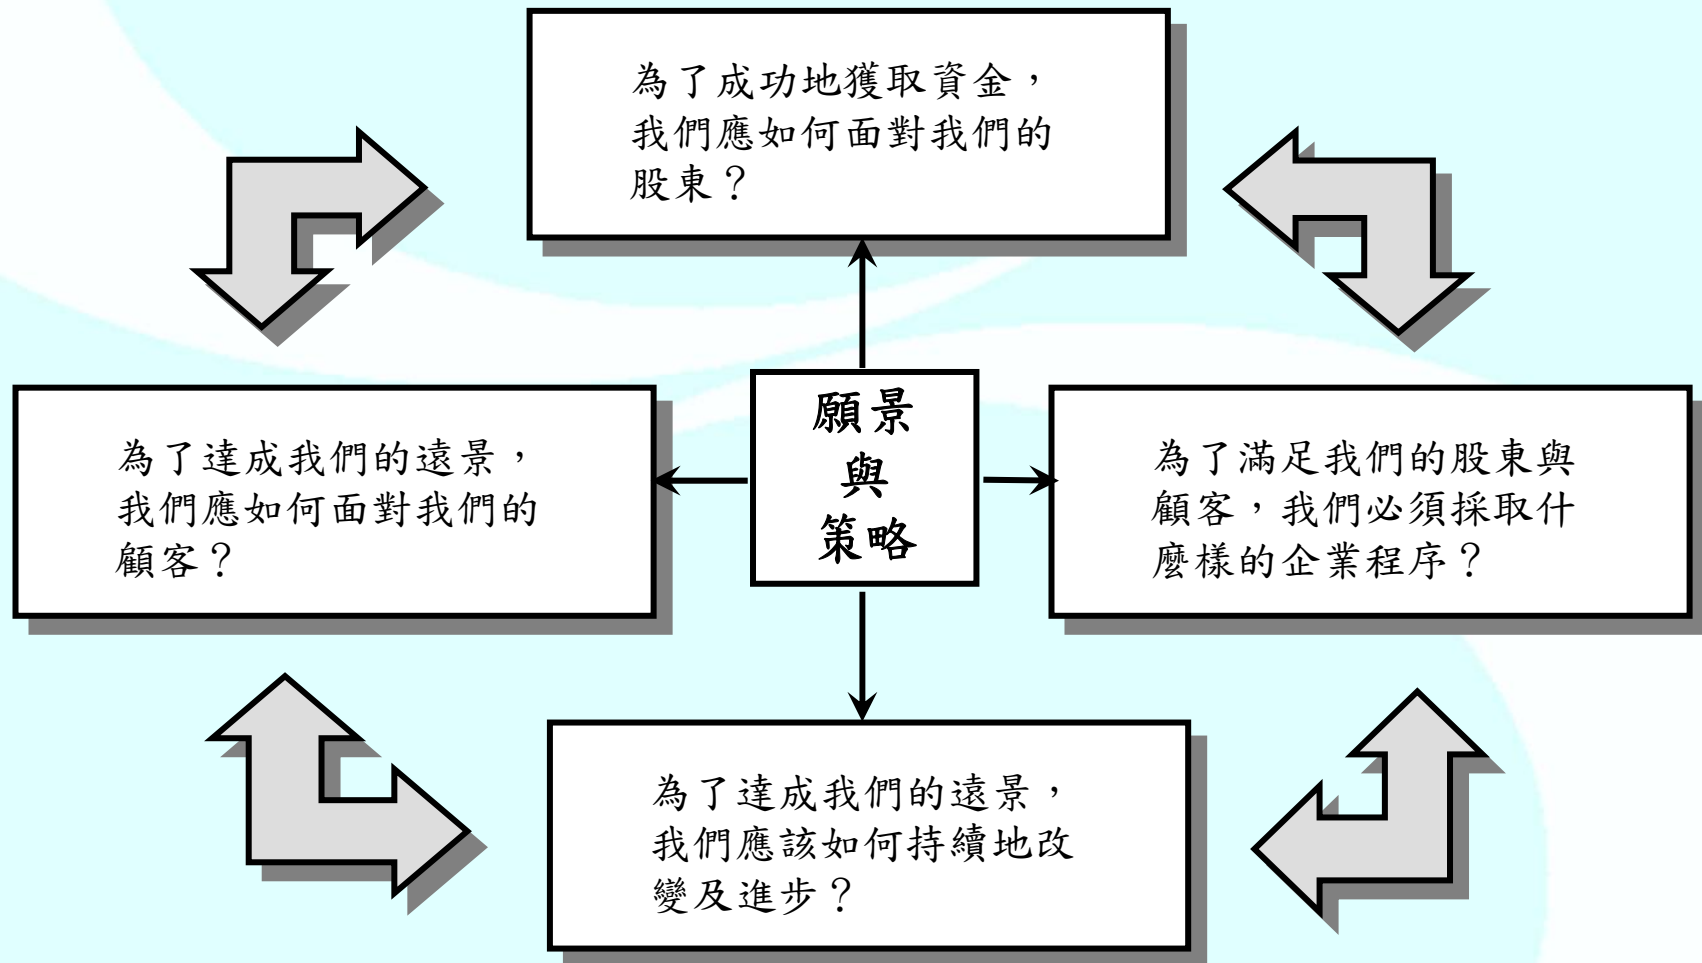 為了成功地獲取資金，
我們應如何面對我們的
股東？
為了達成我們的遠景，
我們應如何面對我們的
顧客？
願景
與
策略
為了滿足我們的股東與
顧客，我們必須採取什
麼樣的企業程序？
為了達成我們的遠景，
我們應該如何持續地改
變及進步？